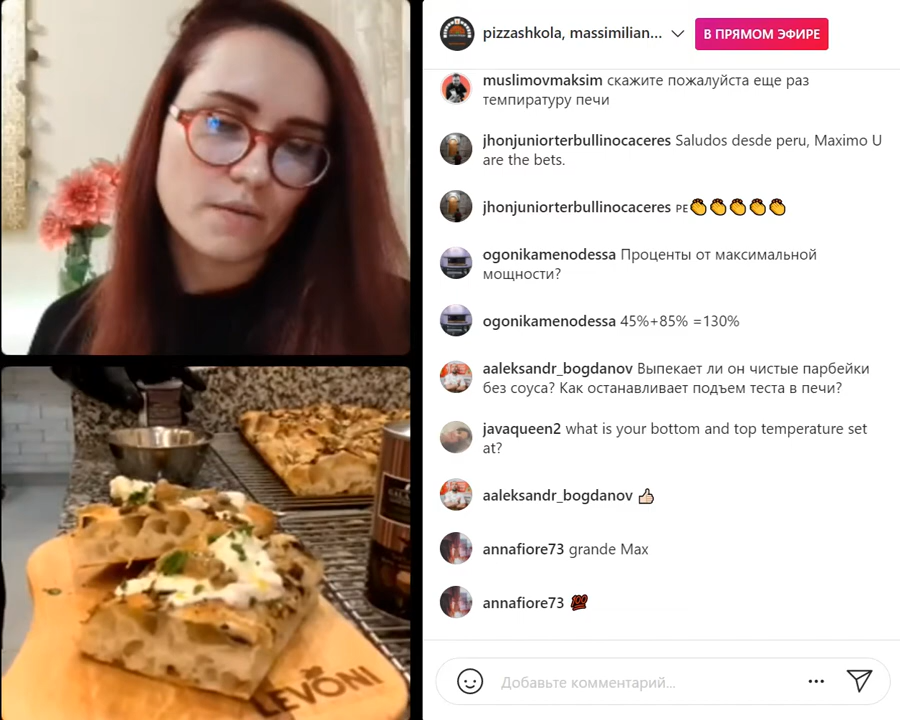 pizzashkola, massimilian...
В ПРЯМОМ ЭФИРЕ
muslimovmaksim скажите пожалуйста еще раз
темпиратуру печи
jhonjuniorterbullinocaceres Saludos desde peru, Maximo U
are the bets.
jhonjuniorterbullinocaceres PE👏👏👏👏👏
ogonikamenodessa Проценты от максимальной
мощности?
ogonikamenodessa 45%+85% =130%
aaleksandr_bogdanov Выпекает ли он чистые парбейки
без соуса? Как останавливает подъем теста в печи?
javaqueen2 what is your bottom and top temperature set
at?
aaleksandr_bogdanov 👍🏻
annafiore73 grande Max
annafiore73 💯
Добавьте комментарий...
LEVONI